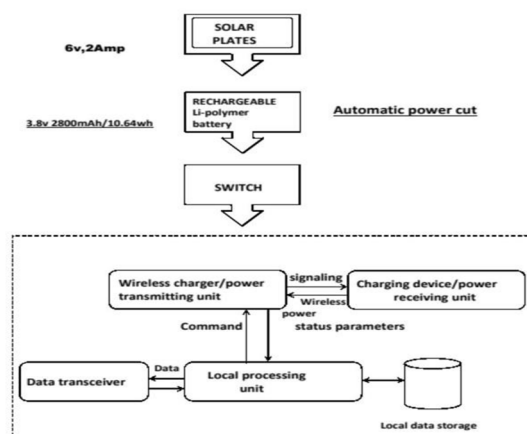 SOLAR
PLATES
6v,2Amp
RECHARGEABLE
Li-polymer
battery
3.8v 2800mAh/10.64wh
Automatic power cut
SWITCH
Wireless charger/power
transmitting unit
signaling
Wireless
power
Charging device/power
receiving unit
Command
status parameters
Data transceiver
Data
Local processing
unit
Local data storage